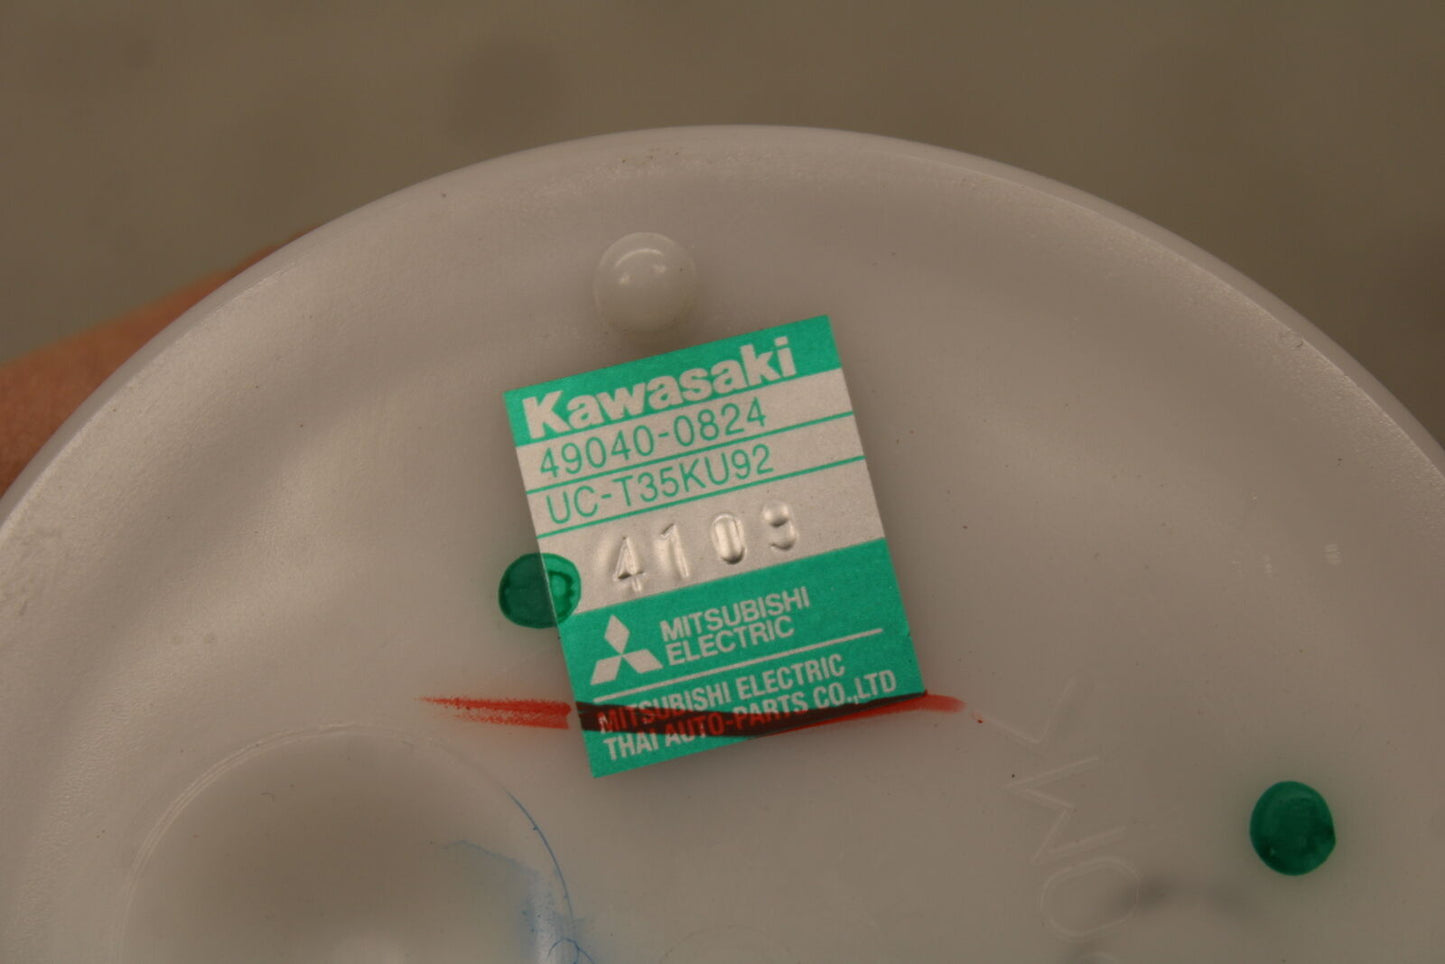 Kawasaki
49040-0824
UC-T35KU92
4109
MITSUBISHI
ELECTRIC
MITSUBISHI ELECTRIC
THAI AUTO-PARTS CO.,LTD